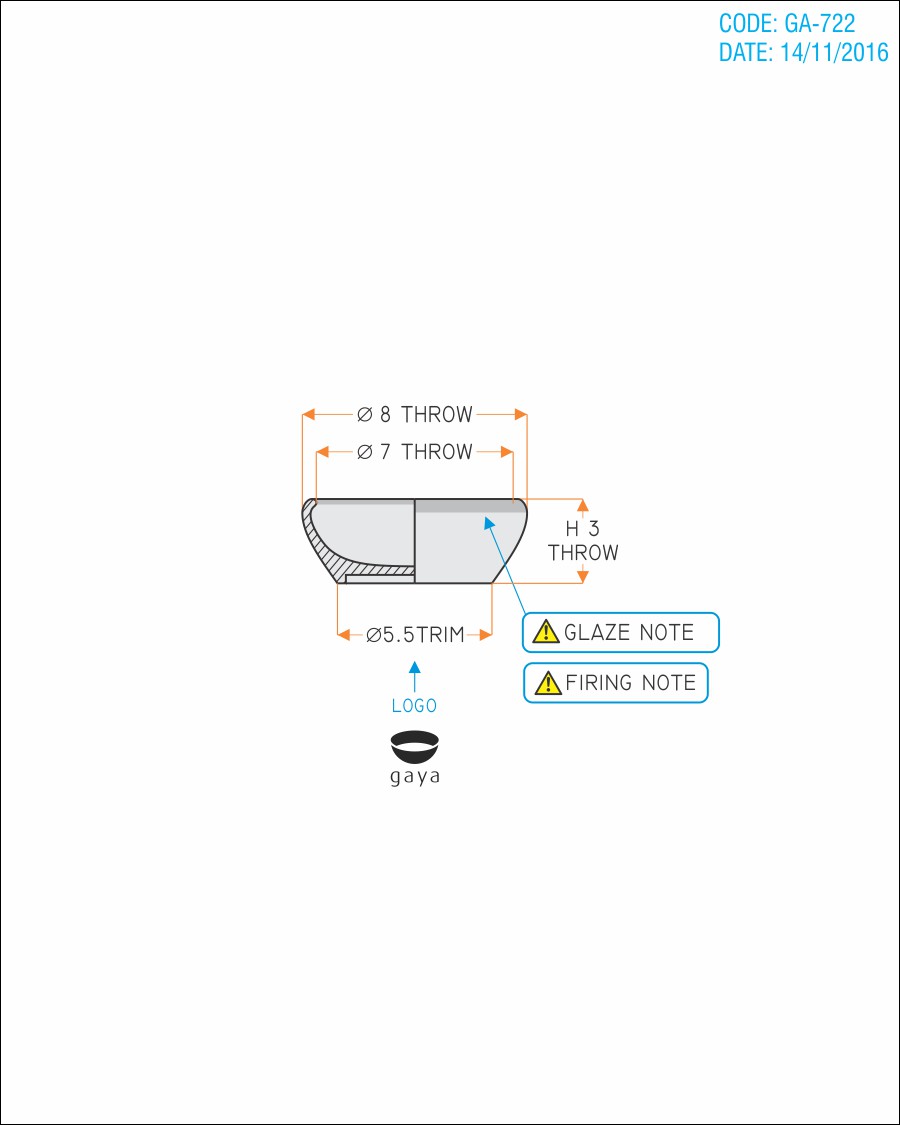 CODE: GA-722
DATE: 14/11/2016
Ø 8 THROW
Ø 7 THROW
H 3
THROW
Ø5.5TRIM
GLAZE NOTE
FIRING NOTE
LOGO
gaya